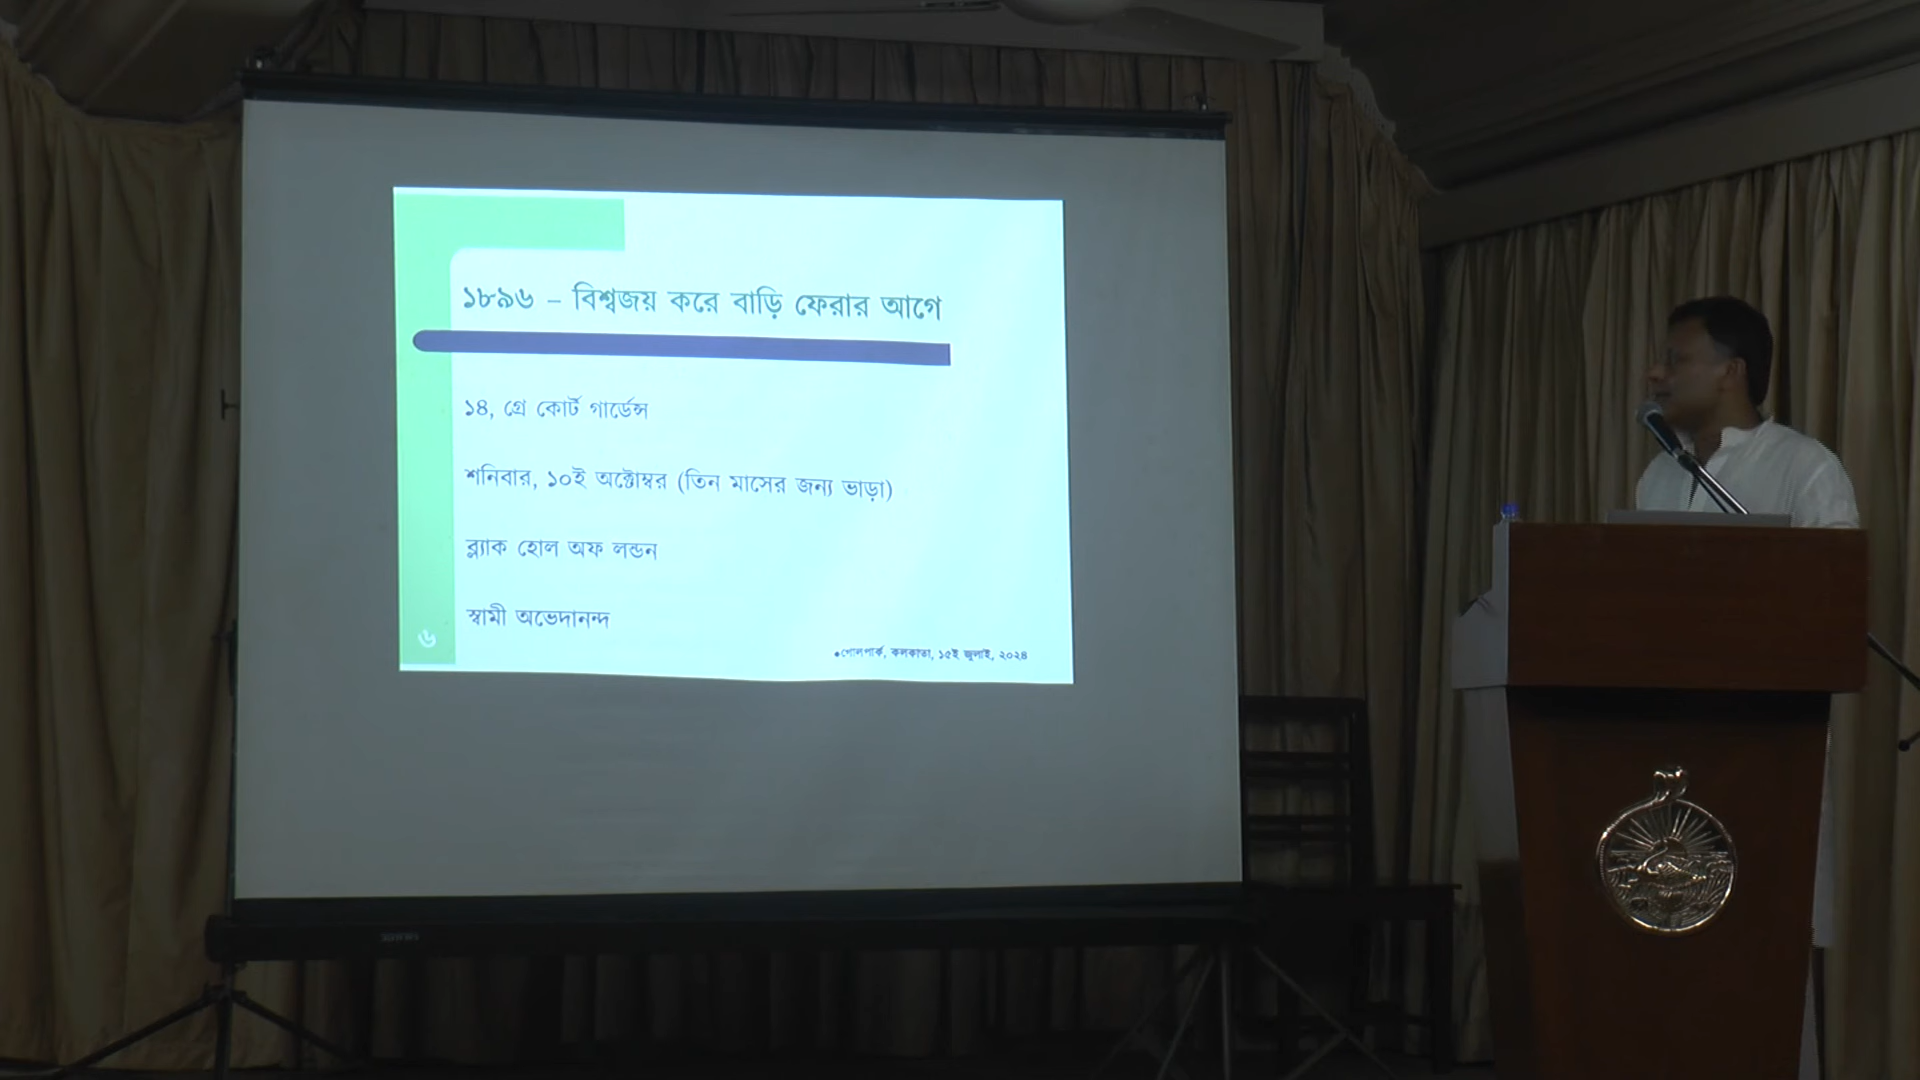 ১৮৯৬ – বিশ্বজয় করে বাড়ি ফেরার আগে
১৪, গ্রে কোর্ট গার্ডেন্স
শনিবার, ১০ই অক্টোম্বর (তিন মাসের জন্য ভাড়া)
ব্ল্যাক হোল অফ লন্ডন
স্বামী অভেদানন্দ
৬
●গোলপার্ক, কলকাতা, ১৫ই জুলাই, ২০২৪